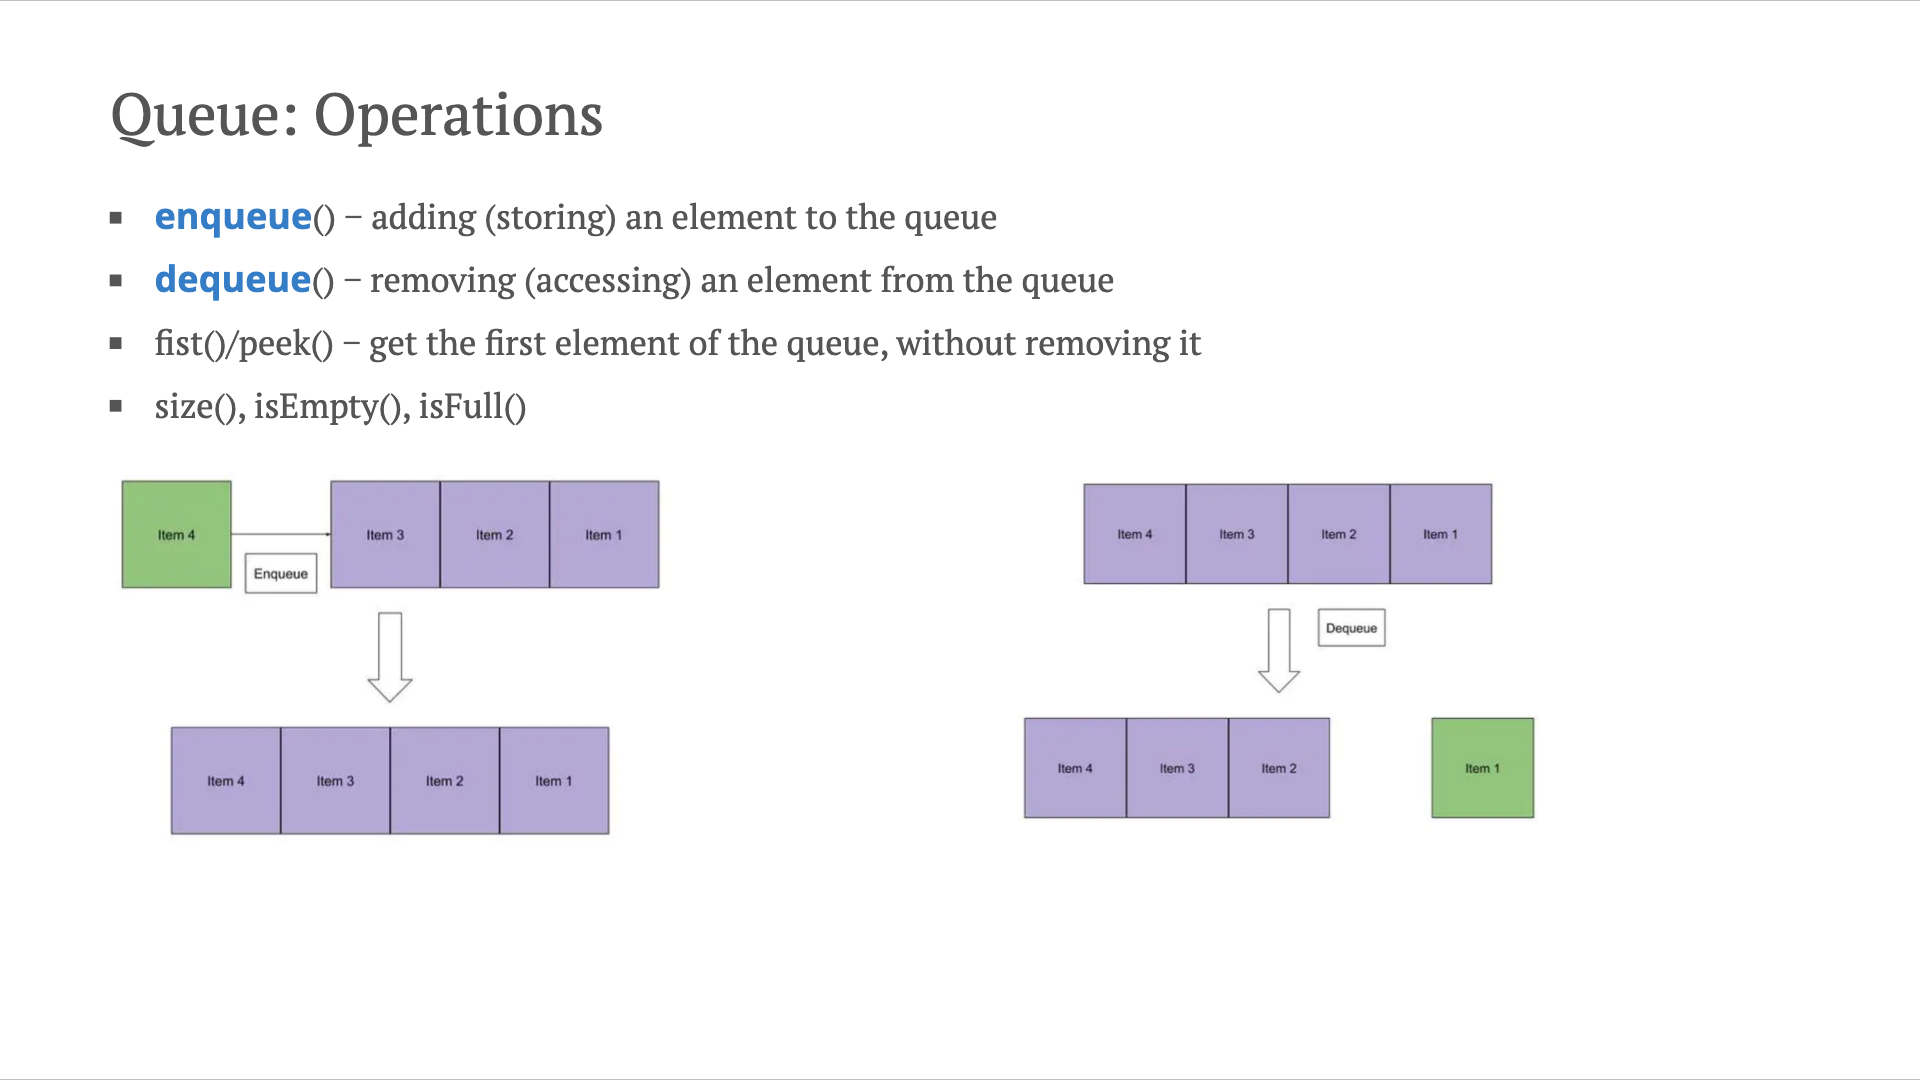 Queue: Operations
▪ enqueue() – adding (storing) an element to the queue
▪ dequeue() – removing (accessing) an element from the queue
▪ fist()/peek() – get the first element of the queue, without removing it
▪ size(), isEmpty(), isFull()
Item 4 Item 3 Item 2 Item 1
Enqueue
Item 4 Item 3 Item 2 Item 1
Item 4 Item 3 Item 2 Item 1
Dequeue
Item 4 Item 3 Item 2 Item 1